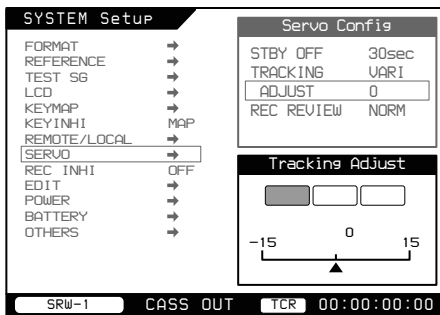 SYSTEM Setup
FORMAT →
REFERENCE →
TEST SG →
LCD →
KEYMAP →
KEYINHI MAP
REMOTE/LOCAL →
SERVO →
REC INHI OFF
EDIT →
POWER →
BATTERY →
OTHERS →
Servo Config
STBY OFF 30sec
TRACKING VARI
ADJUST 0
REC REVIEW NORM
Tracking Adjust
-15 0 15
SRW-1 CASS OUT TCR 00:00:00:00